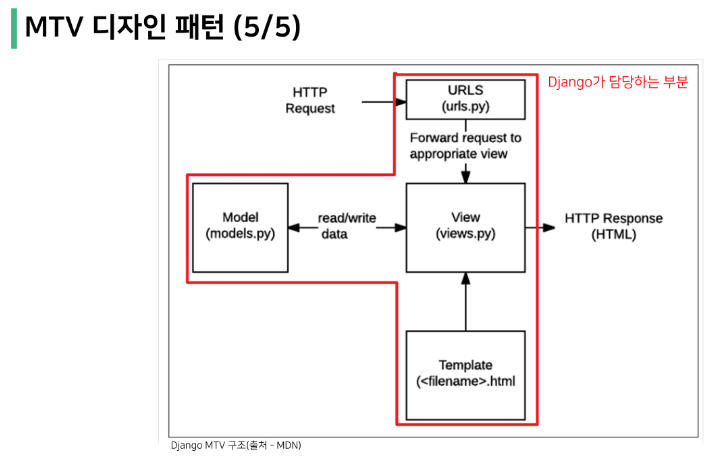 MTV 디자인 패턴 (5/5)
Django가 담당하는 부분
HTTP
Request
URLS
(urls.py)
Forward request to
appropriate view
Model
(models.py)
read/write
data
View
(views.py)
HTTP Response
(HTML)
Template
(<filename>.html
Django MTV 구조(출처 - MDN)